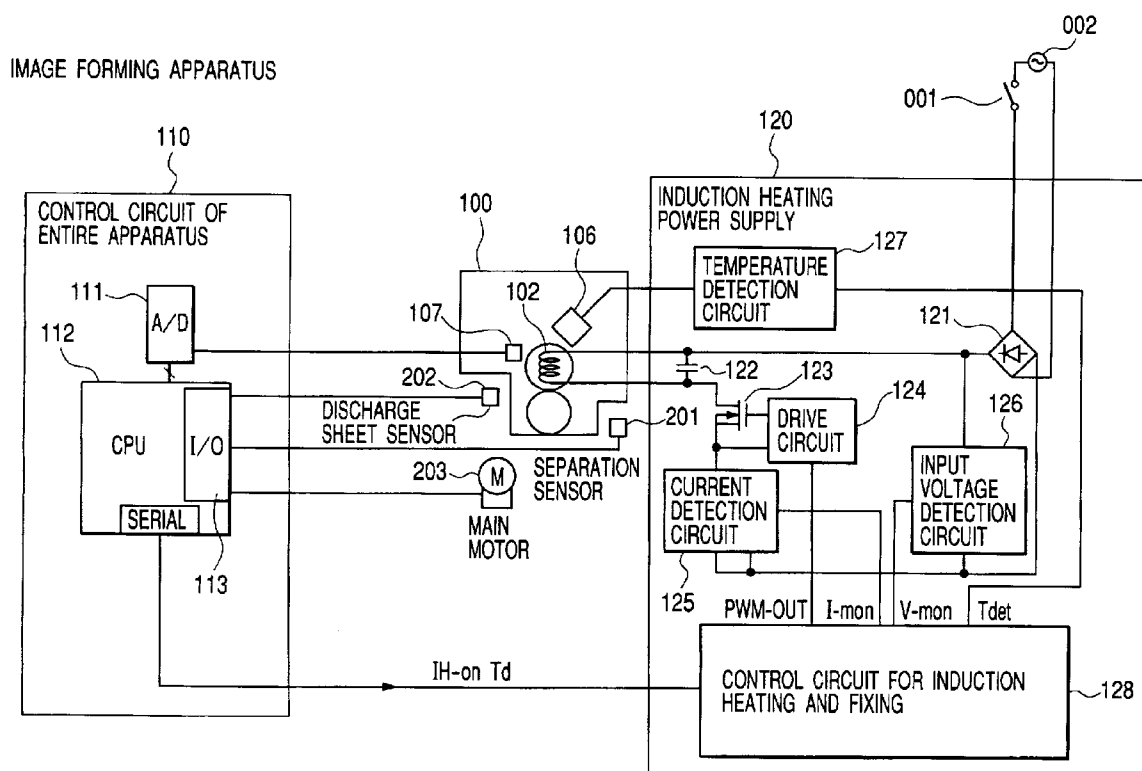 002
IMAGE FORMING APPARATUS
001
110
120
CONTROL CIRCUIT OF
ENTIRE APPARATUS
100
INDUCTION HEATING
POWER SUPPLY
106
127
TEMPERATURE
DETECTION
CIRCUIT
111
A/D
102
121
107
112
122
123
202
124
201
DISCHARGE
SHEET SENSOR
126
CPU
I/O
DRIVE
CIRCUIT
203
M
SEPARATION
SENSOR
INPUT
VOLTAGE
DETECTION
CIRCUIT
CURRENT
DETECTION
CIRCUIT
SERIAL
MAIN
MOTOR
113
125
PWM-OUT
I-mon
V-mon
Tdet
IH-on Td
CONTROL CIRCUIT FOR INDUCTION
HEATING AND FIXING
128